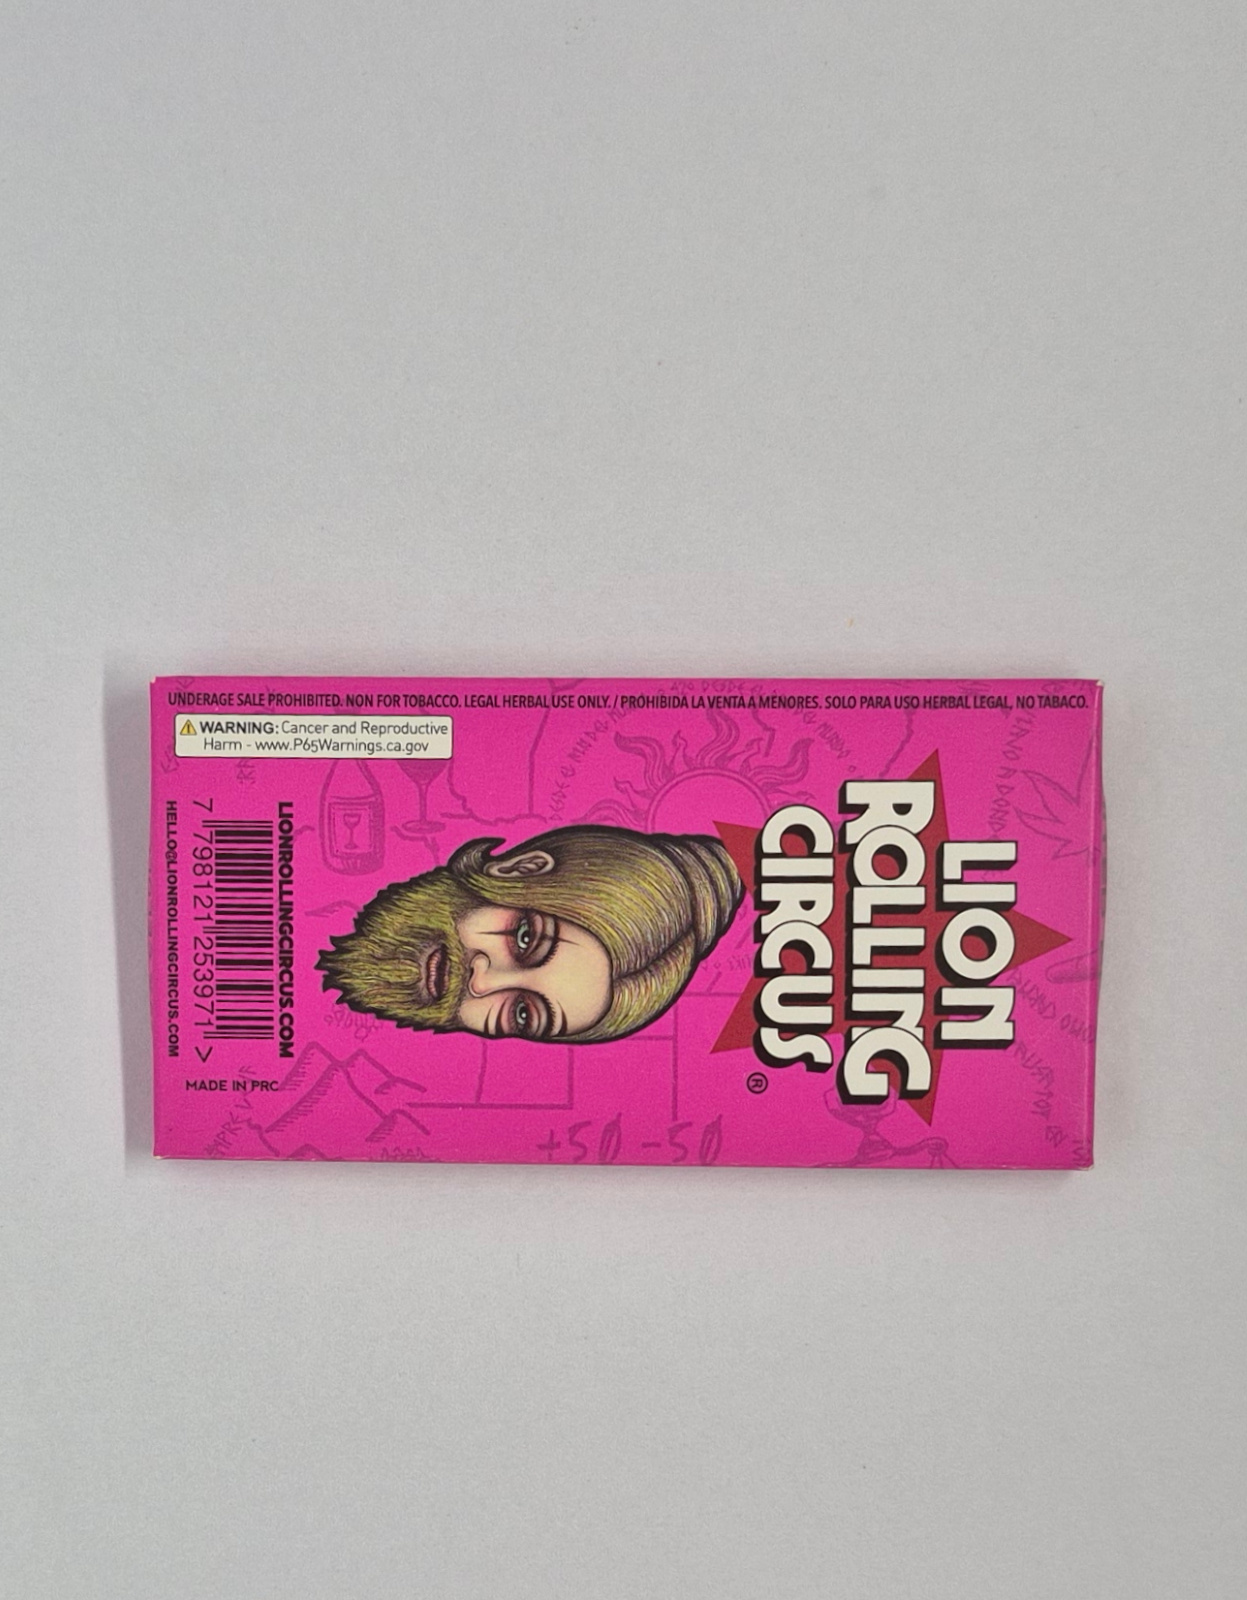 UNDERAGE SALE PROHIBITED. NON FOR TOBACCO. LEGAL HERBAL USE ONLY. / PROHIBIDA LA VENTA A MENORES. SOLO PARA USO HERBAL LEGAL, NO TABACO.
WARNING: Cancer and Reproductive
Harm - www.P65Warnings.ca.gov
LION
ROLLING
CIRCUS
®
LIONROLLINGCIRCUS.COM
7 798121 253971 >
HELLO@LIONROLLINGCIRCUS.COM
MADE IN PRC
+50 -50